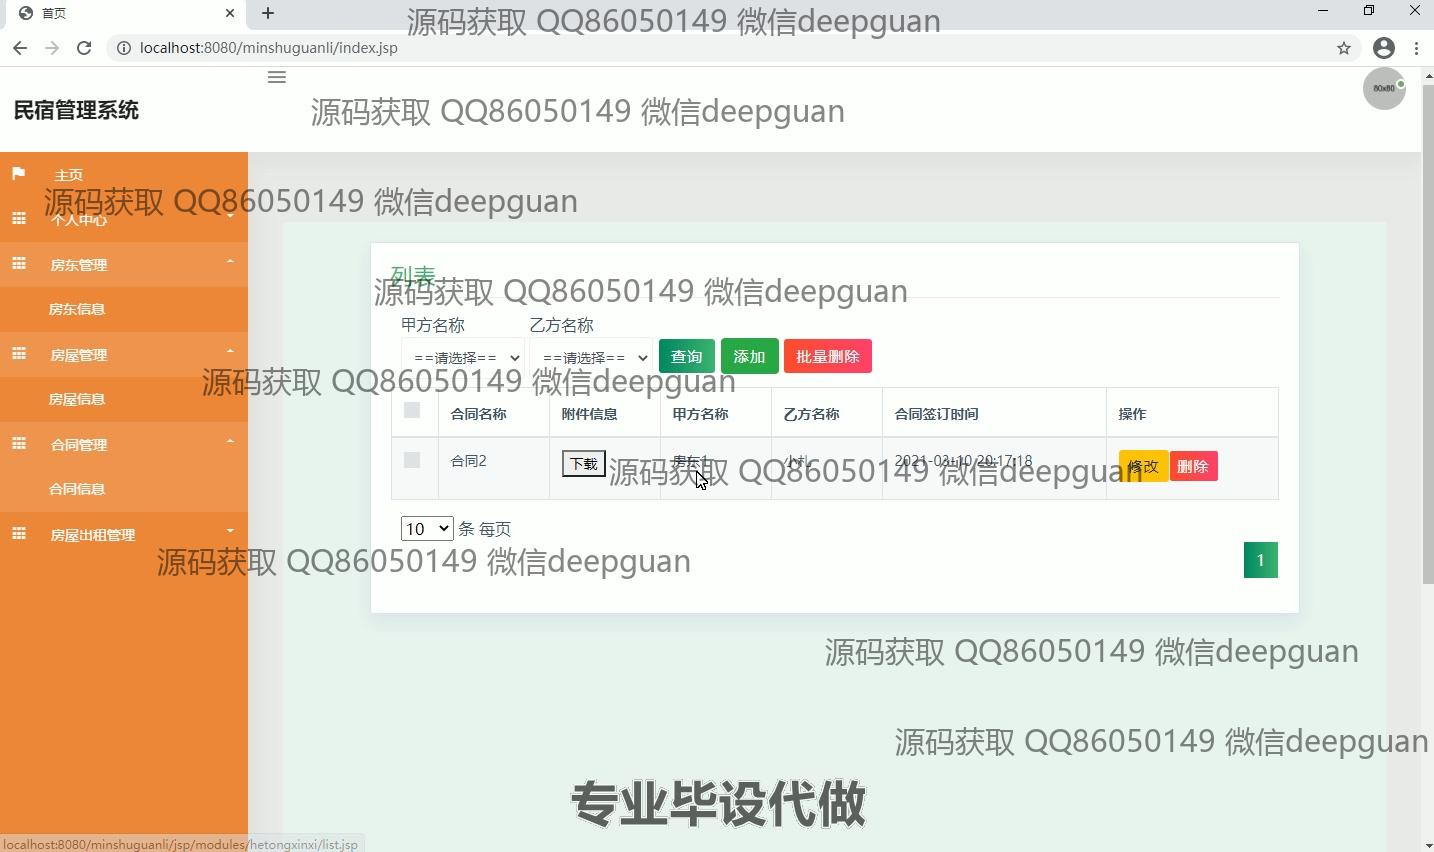 首页
源码获取 QQ86050149 微信deepguan
localhost:8080/minshuguanli/index.jsp
民宿管理系统
源码获取 QQ86050149 微信deepguan
80x80
主页
源码获取 QQ86050149 微信deepguan
个人中心
房东管理
房东信息
房屋管理
房屋信息
合同管理
合同信息
房屋出租管理
列表
源码获取 QQ86050149 微信deepguan
甲方名称 乙方名称
==请选择== ==请选择== 查询 添加 批量删除
源码获取 QQ86050149 微信deepguan
合同名称 附件信息 甲方名称 乙方名称 合同签订时间 操作
合同2 下载 房东1 小札 2021-03-10 20:17:18 修改 删除
源码获取 QQ86050149 微信deepguan
10 条 每页
源码获取 QQ86050149 微信deepguan
1
源码获取 QQ86050149 微信deepguan
源码获取 QQ86050149 微信deepguan
专业毕设代做
localhost:8080/minshuguanli/jsp/modules/hetongxinxi/list.jsp